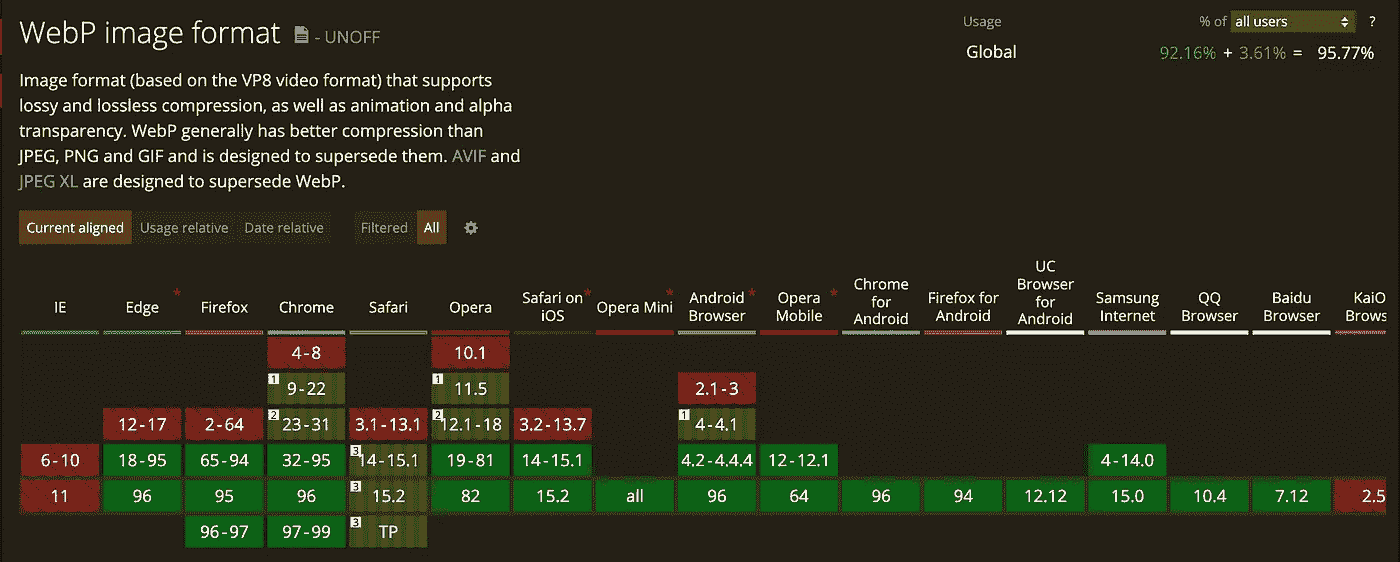 WebP image format - UNOFF
Usage % of all users ?
Global 92.16% + 3.61% = 95.77%
Image format (based on the VP8 video format) that supports
lossy and lossless compression, as well as animation and alpha
transparency. WebP generally has better compression than
JPEG, PNG and GIF and is designed to supersede them. AVIF and
JPEG XL are designed to supersede WebP.
Current aligned Usage relative Date relative Filtered All
IE Edge * Firefox Chrome Safari Opera Safari on iOS * Opera Mini * Android Browser * Opera Mobile * Chrome for Android Firefox for Android UC Browser for Android Samsung Internet QQ Browser Baidu Browser KaiO Brows
4-8 10.1
1 9-22 1 11.5 2.1-3
12-17 2-64 2 23-31 3.1-13.1 2 12.1-18 3.2-13.7 1 4-4.1
6-10 18-95 65-94 32-95 3 14-15.1 19-81 14-15.1 4.2-4.4.4 12-12.1 4-14.0
11 96 95 96 3 15.2 82 15.2 all 96 64 96 94 12.12 15.0 10.4 7.12 2.5
96-97 97-99 3 TP